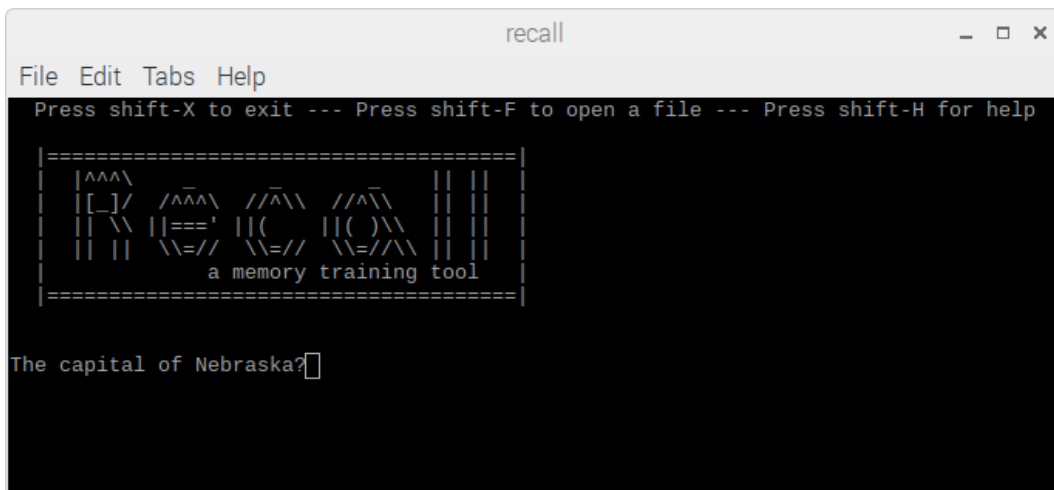 recall
File Edit Tabs Help
Press shift-X to exit --- Press shift-F to open a file --- Press shift-H for help
Recall
a memory training tool
The capital of Nebraska?